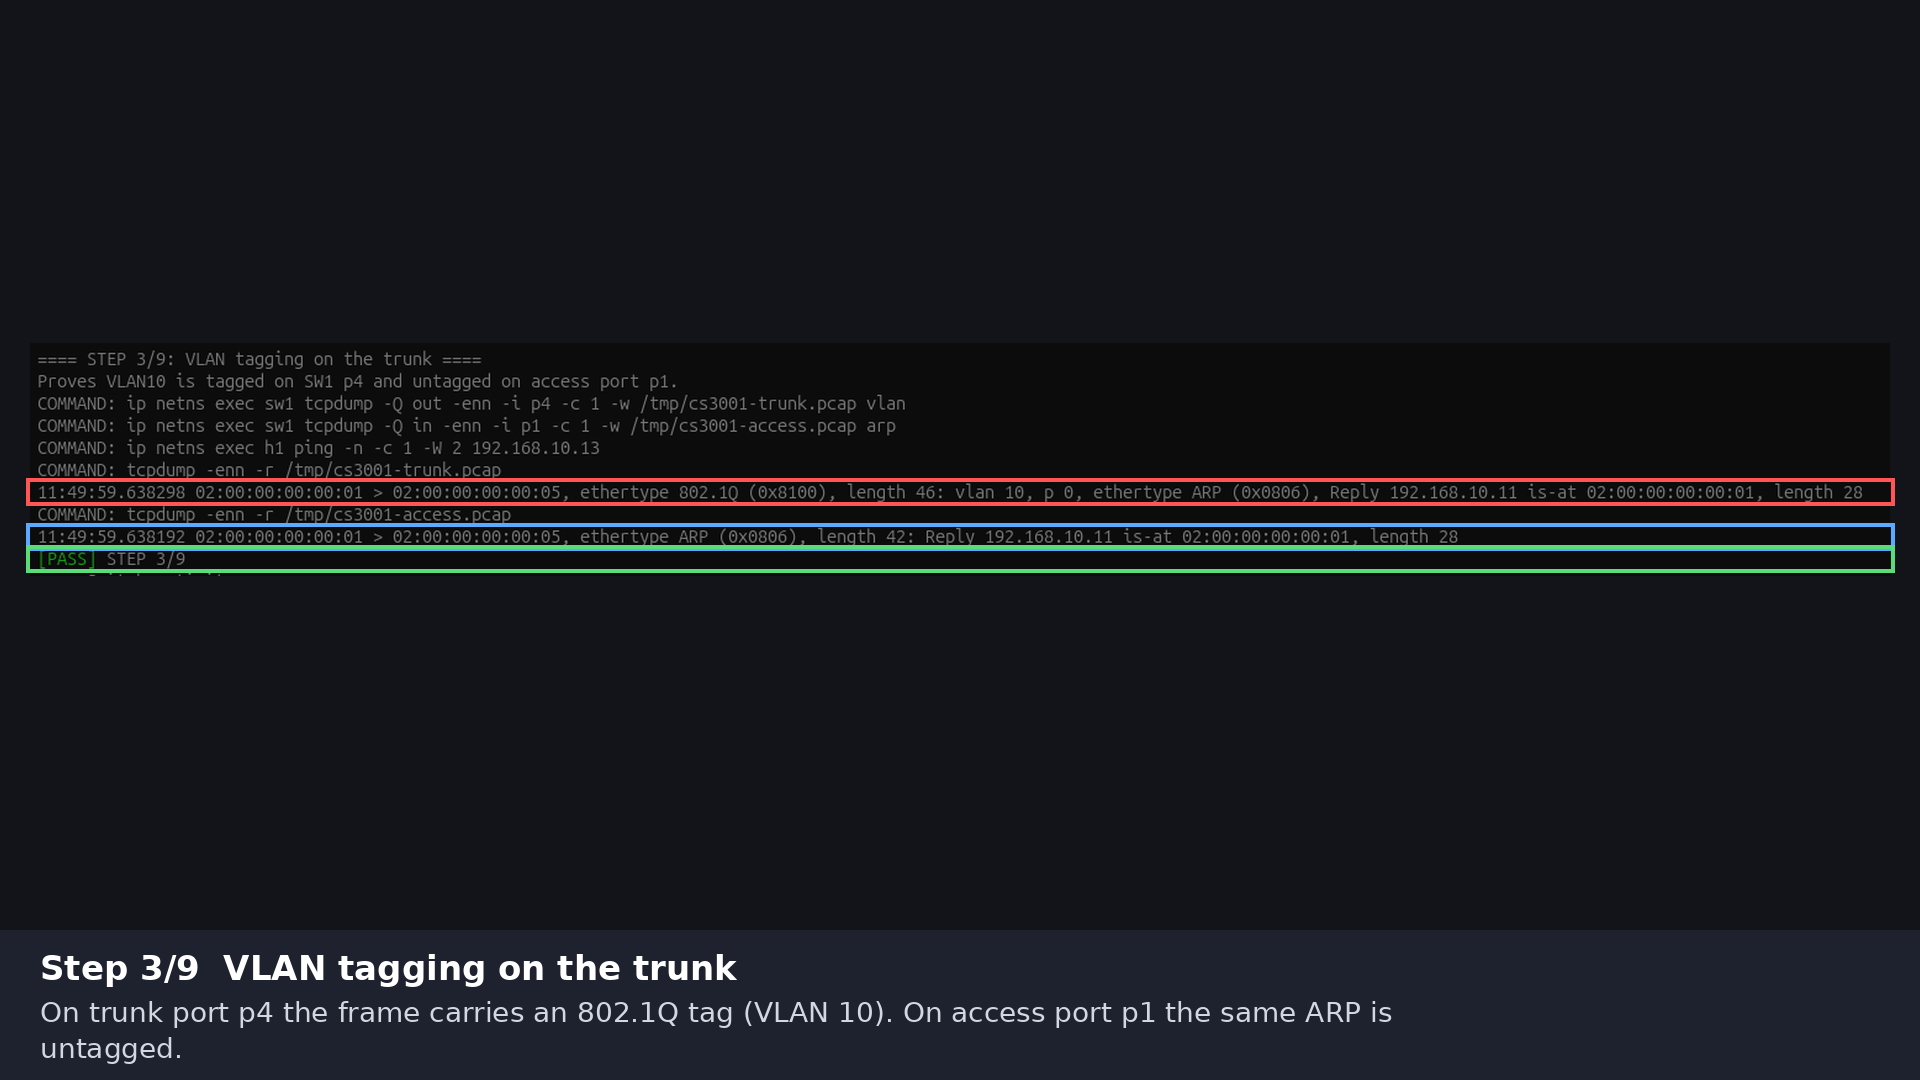 ==== STEP 3/9: VLAN tagging on the trunk ====
Proves VLAN10 is tagged on SW1 p4 and untagged on access port p1.
COMMAND: ip netns exec sw1 tcpdump -Q out -enn -i p4 -c 1 -w /tmp/cs3001-trunk.pcap vlan
COMMAND: ip netns exec sw1 tcpdump -Q in -enn -i p1 -c 1 -w /tmp/cs3001-access.pcap arp
COMMAND: ip netns exec h1 ping -n -c 1 -W 2 192.168.10.13
COMMAND: tcpdump -enn -r /tmp/cs3001-trunk.pcap
11:49:59.638298 02:00:00:00:00:01 > 02:00:00:00:00:05, ethertype 802.1Q (0x8100), length 46: vlan 10, p 0, ethertype ARP (0x0806), Reply 192.168.10.11 is-at 02:00:00:00:00:01, length 28
COMMAND: tcpdump -enn -r /tmp/cs3001-access.pcap
11:49:59.638192 02:00:00:00:00:01 > 02:00:00:00:00:05, ethertype ARP (0x0806), length 42: Reply 192.168.10.11 is-at 02:00:00:00:00:01, length 28
[PASS] STEP 3/9
Step 3/9 VLAN tagging on the trunk
On trunk port p4 the frame carries an 802.1Q tag (VLAN 10). On access port p1 the same ARP is
untagged.